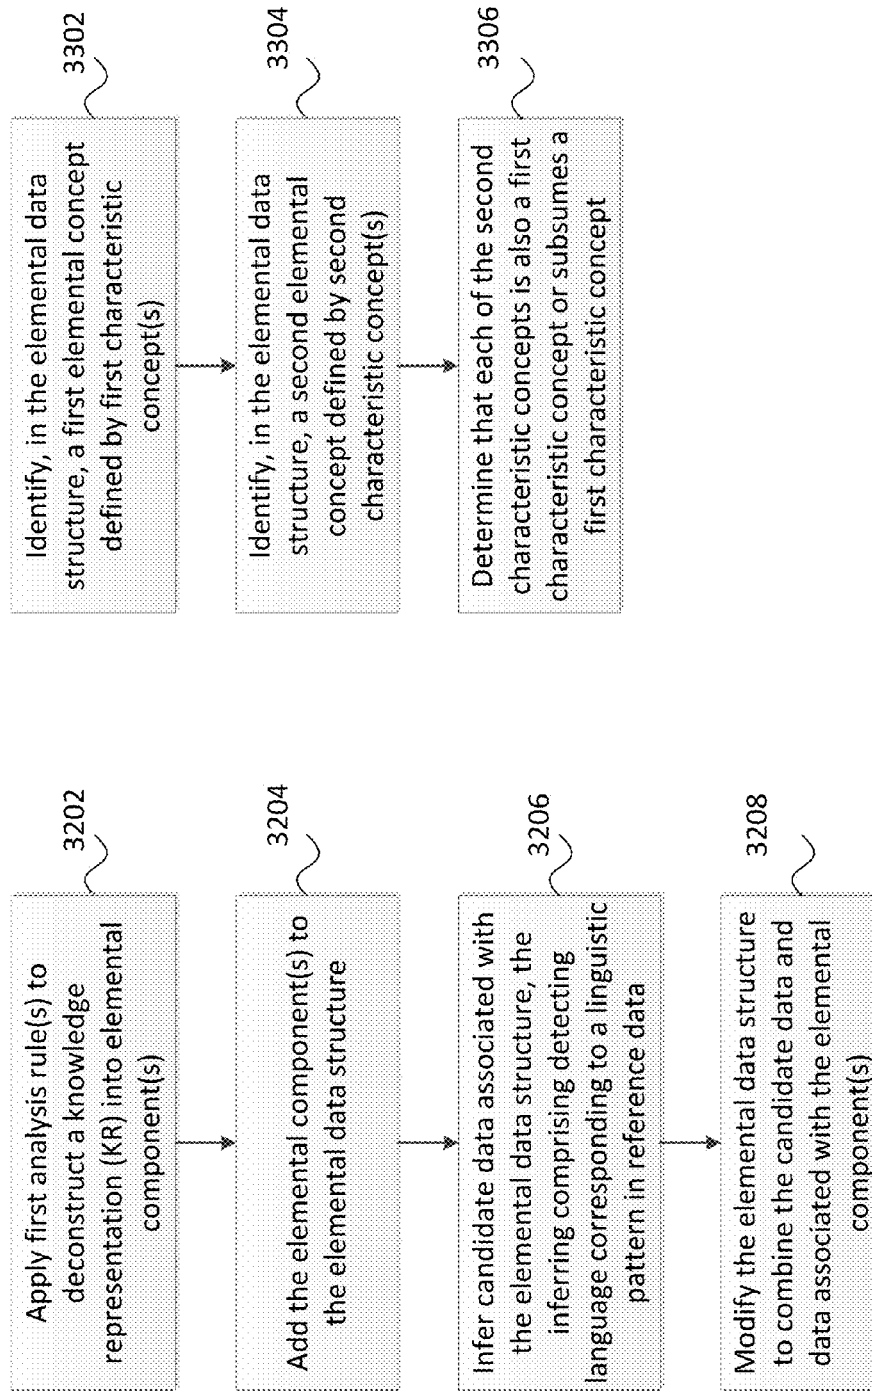 Apply first analysis rule(s) to
deconstruct a knowledge
representation (KR) into elemental
component(s)
3202
Add the elemental component(s) to
the elemental data structure
3204
Infer candidate data associated with
the elemental data structure, the
inferring comprising detecting
language corresponding to a linguistic
pattern in reference data
3206
Modify the elemental data structure
to combine the candidate data and
data associated with the elemental
component(s)
3208
Identify, in the elemental data
structure, a first elemental concept
defined by first characteristic
concept(s)
3302
Identify, in the elemental data
structure, a second elemental
concept defined by second
characteristic concept(s)
3304
Determine that each of the second
characteristic concepts is also a first
characteristic concept or subsumes a
first characteristic concept
3306